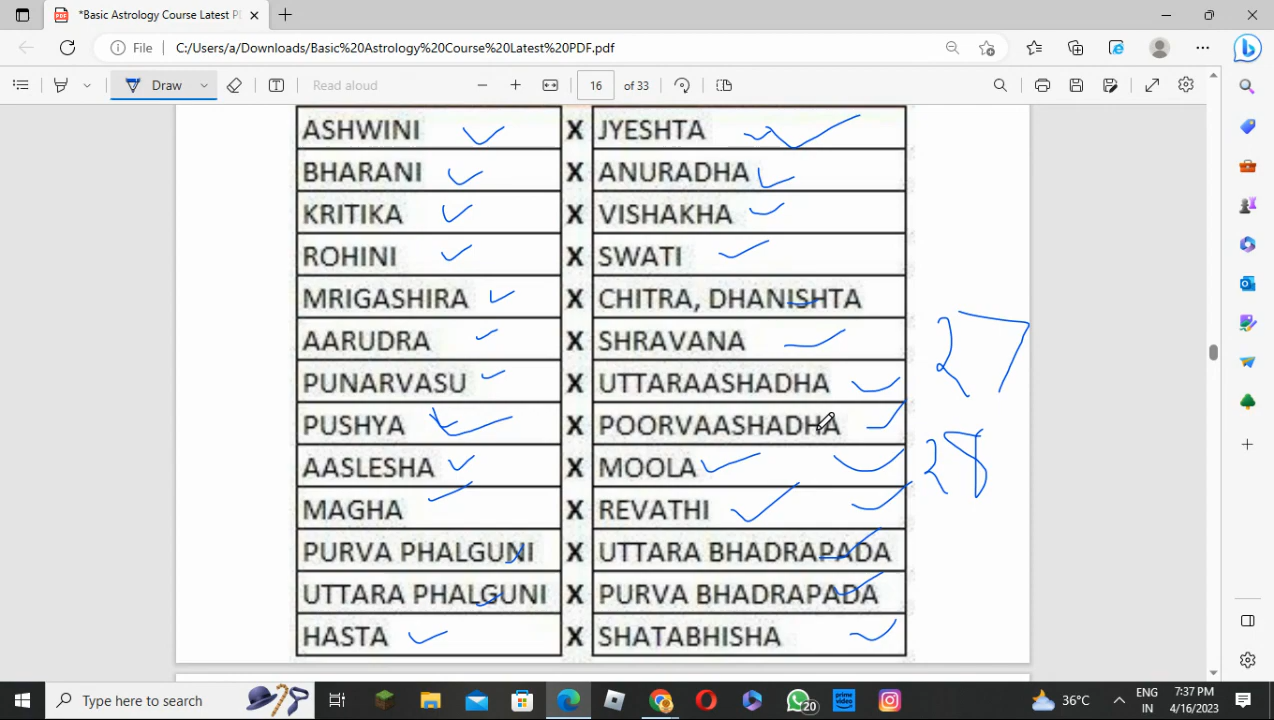 *Basic Astrology Course Latest P
File C:/Users/a/Downloads/Basic%20Astrology%20Course%20Latest%20PDF.pdf
Draw Read aloud 16 of 33
ASHWINI X JYESHTA
BHARANI X ANURADHA
KRITIKA X VISHAKHA
ROHINI X SWATI
MRIGASHIRA X CHITRA, DHANISHTA
AARUDRA X SHRAVANA
27
PUNARVASU X UTTARAASHADHA
PUSHYA X POORVAASHADHA
AASLESHA X MOOLA
28
MAGHA X REVATHI
PURVA PHALGUNI X UTTARA BHADRAPADA
UTTARA PHALGUNI X PURVA BHADRAPADA
HASTA X SHATABHISHA
Type here to search 20 prime video 36°C ENG IN 7:37 PM 4/16/2023